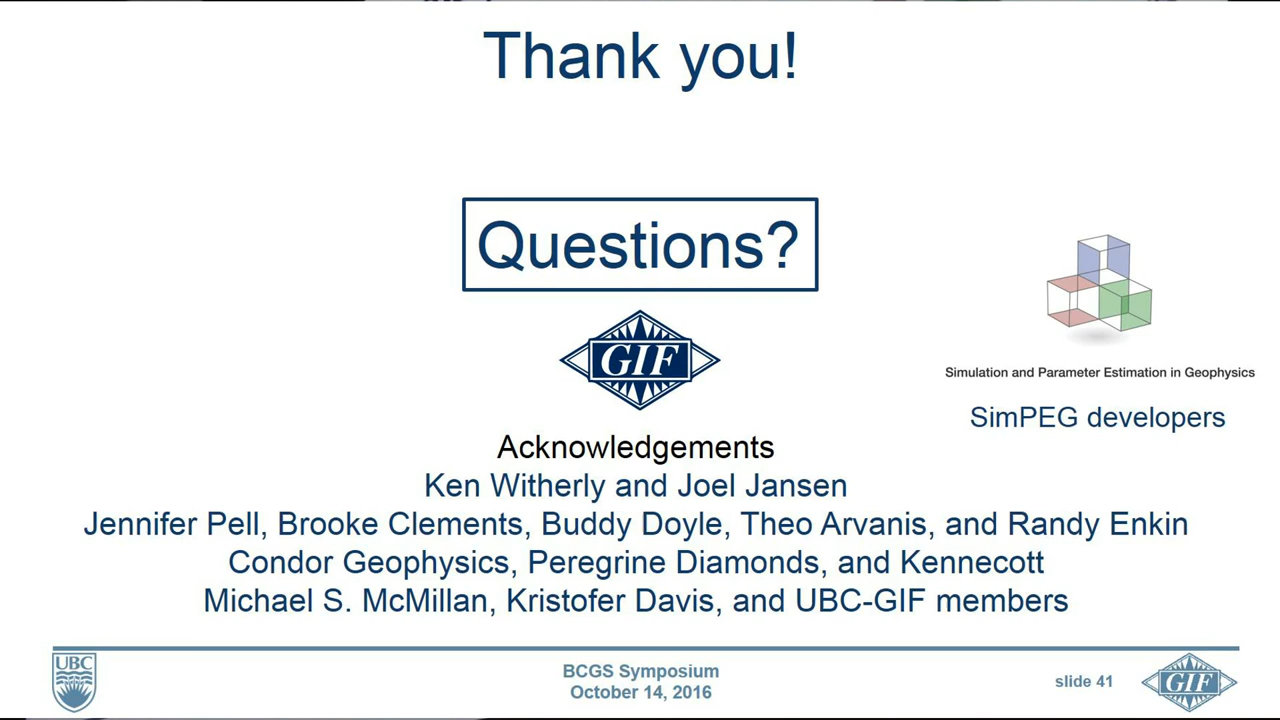 Thank you!
Questions?
GIF
Simulation and Parameter Estimation in Geophysics
SimPEG developers
Acknowledgements
Ken Witherly and Joel Jansen
Jennifer Pell, Brooke Clements, Buddy Doyle, Theo Arvanis, and Randy Enkin
Condor Geophysics, Peregrine Diamonds, and Kennecott
Michael S. McMillan, Kristofer Davis, and UBC-GIF members
UBC
BCGS Symposium
October 14, 2016
slide 41
GIF